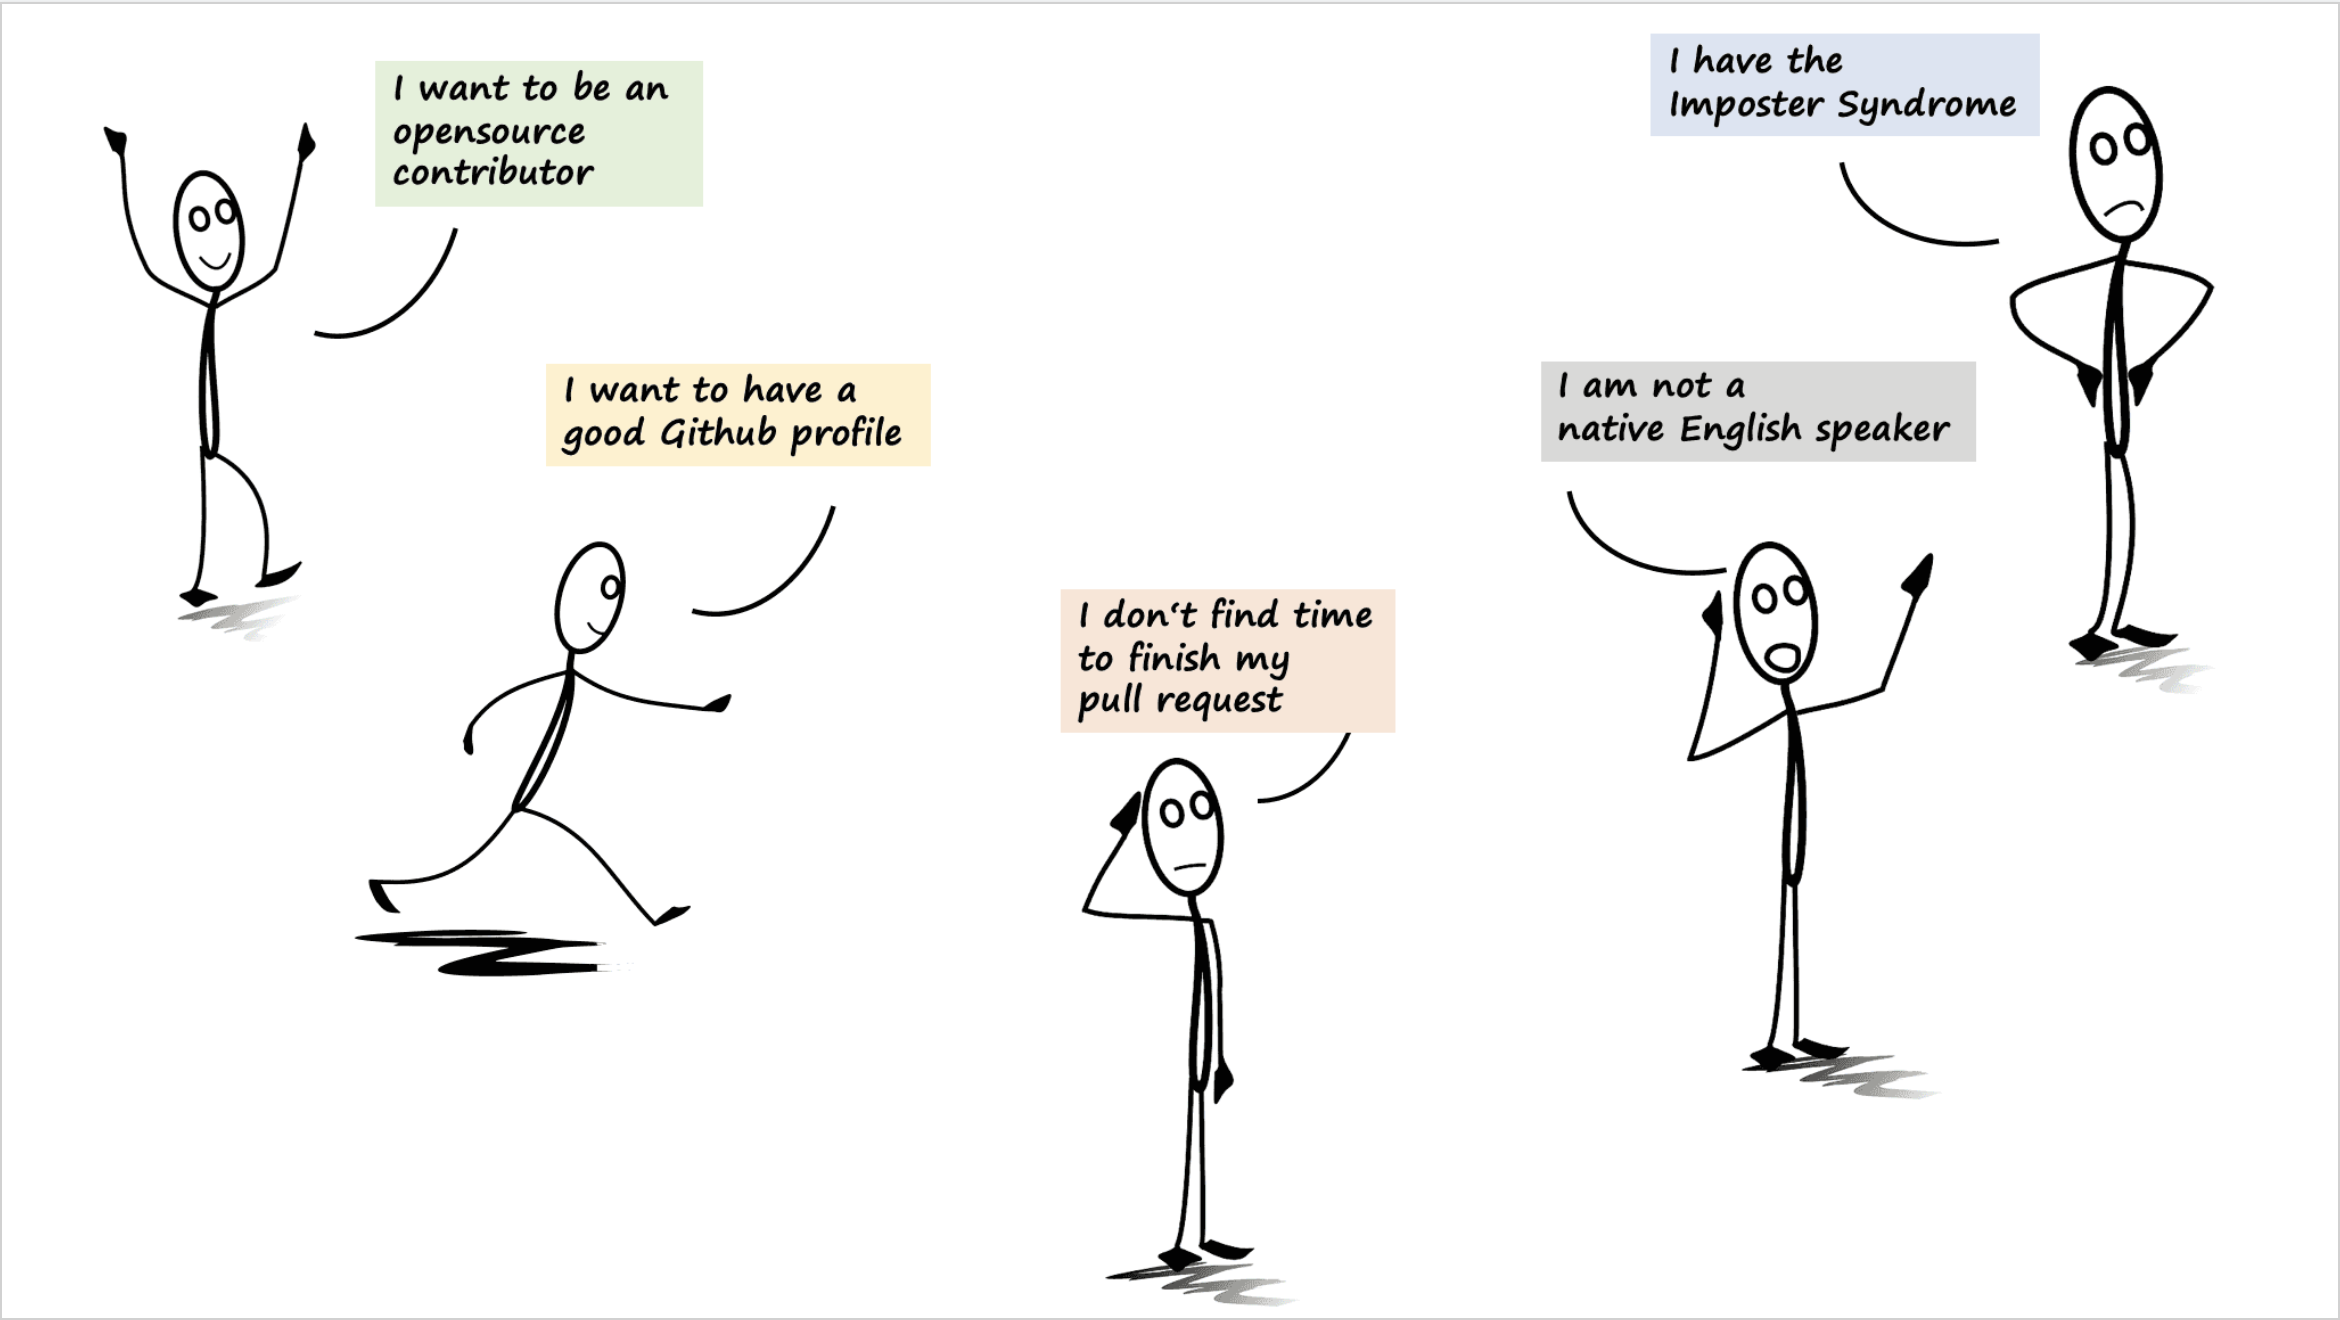 I want to be an
opensource
contributor
I want to have a
good Github profile
I don‘t find time
to finish my
pull request
I am not a
native English speaker
I have the
Imposter Syndrome